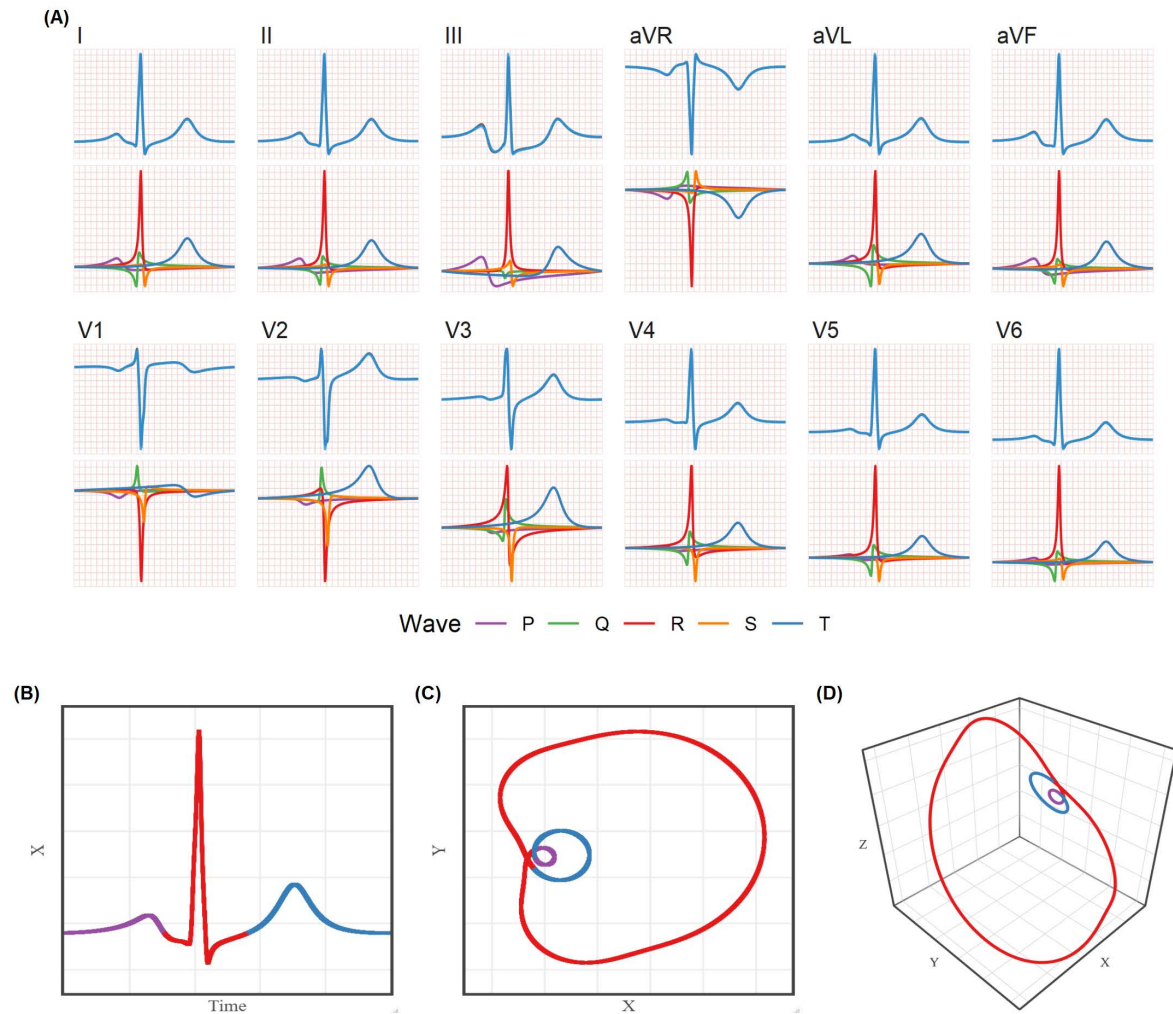 (A)
I II III aVR aVL aVF
V1 V2 V3 V4 V5 V6
Wave P Q R S T
(B) (C) (D)
X
Time
Y
X
Z
Y
X